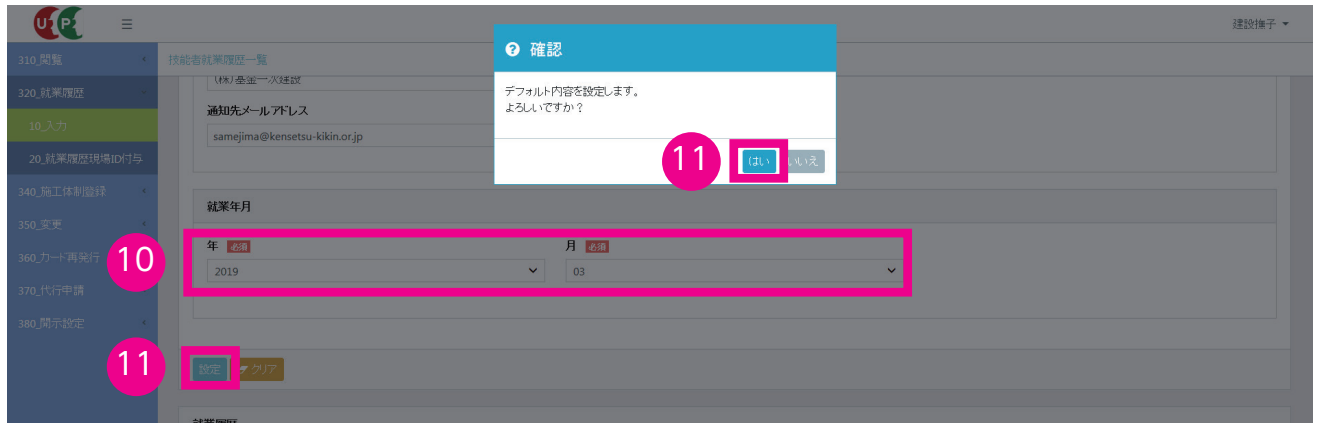 建設撫子
310_閲覧
320_就業履歴
10_入力
20_就業履歴現場ID付与
340_施工体制登録
350_変更
360_カード再発行
370_代行申請
380_開示設定
技能者就業履歴一覧
(株)基金一次建設
通知先メールアドレス
samejima@kensetsu-kikin.or.jp
確認
デフォルト内容を設定します。
よろしいですか？
11
はい いいえ
就業年月
10
年 必須 月 必須
2019 03
11
設定 クリア
就業履歴